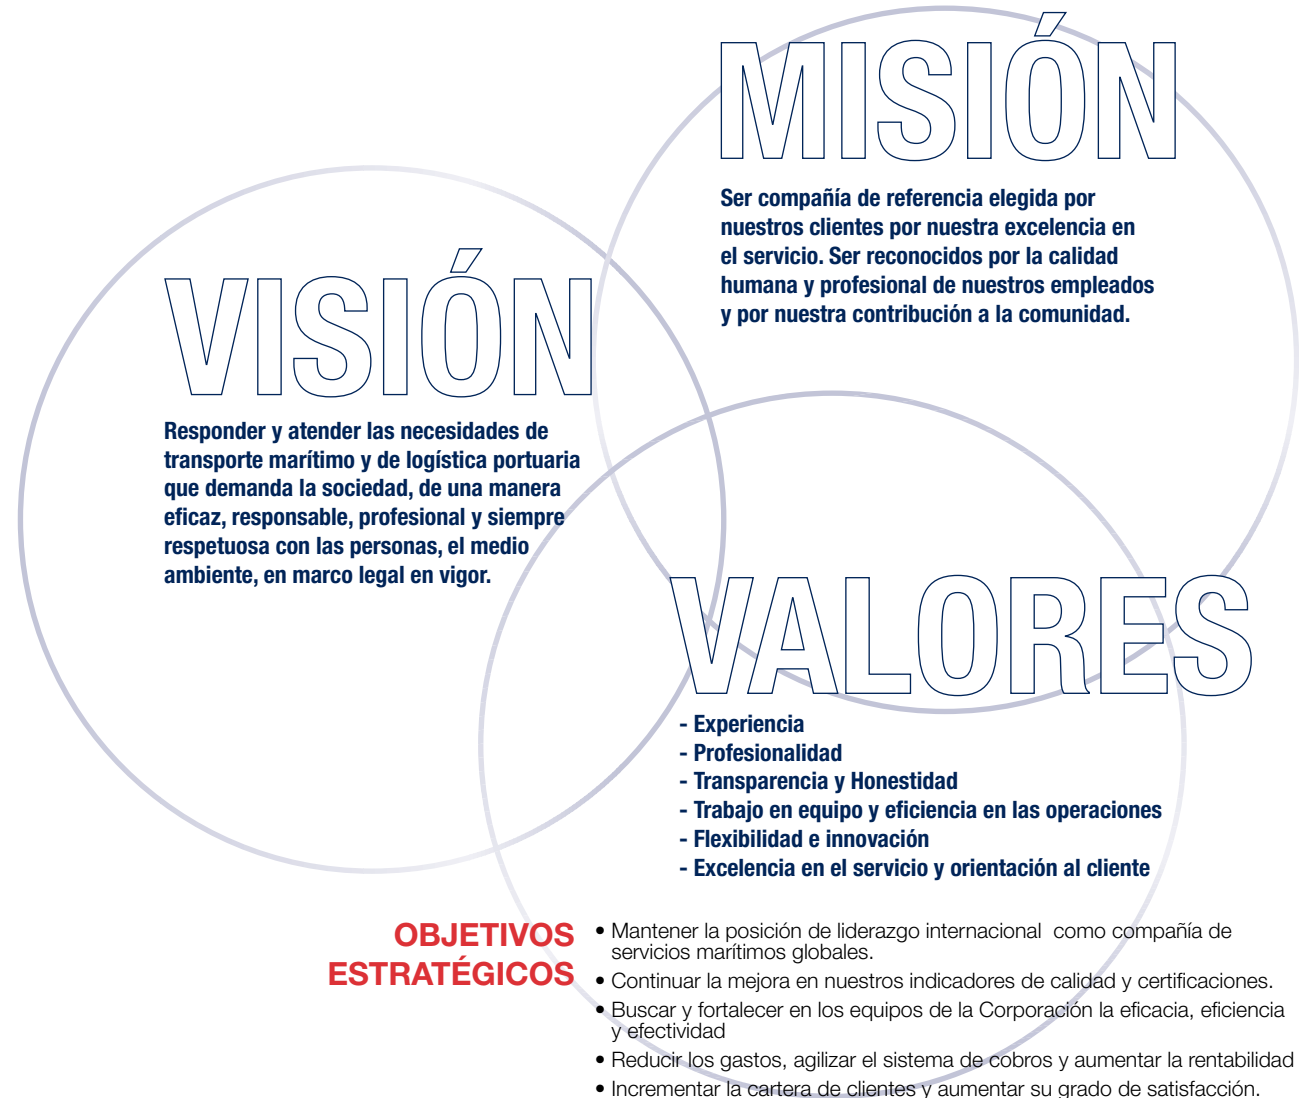 MISIÓN
Ser compañía de referencia elegida por
nuestros clientes por nuestra excelencia en
el servicio. Ser reconocidos por la calidad
humana y profesional de nuestros empleados
y por nuestra contribución a la comunidad.
VISIÓN
Responder y atender las necesidades de
transporte marítimo y de logística portuaria
que demanda la sociedad, de una manera
eficaz, responsable, profesional y siempre
respetuosa con las personas, el medio
ambiente, en marco legal en vigor.
VALORES
- Experiencia
- Profesionalidad
- Transparencia y Honestidad
- Trabajo en equipo y eficiencia en las operaciones
- Flexibilidad e innovación
- Excelencia en el servicio y orientación al cliente
OBJETIVOS
ESTRATÉGICOS
• Mantener la posición de liderazgo internacional como compañía de
servicios marítimos globales.
• Continuar la mejora en nuestros indicadores de calidad y certificaciones.
• Buscar y fortalecer en los equipos de la Corporación la eficacia, eficiencia
y efectividad
• Reducir los gastos, agilizar el sistema de cobros y aumentar la rentabilidad
• Incrementar la cartera de clientes y aumentar su grado de satisfacción.